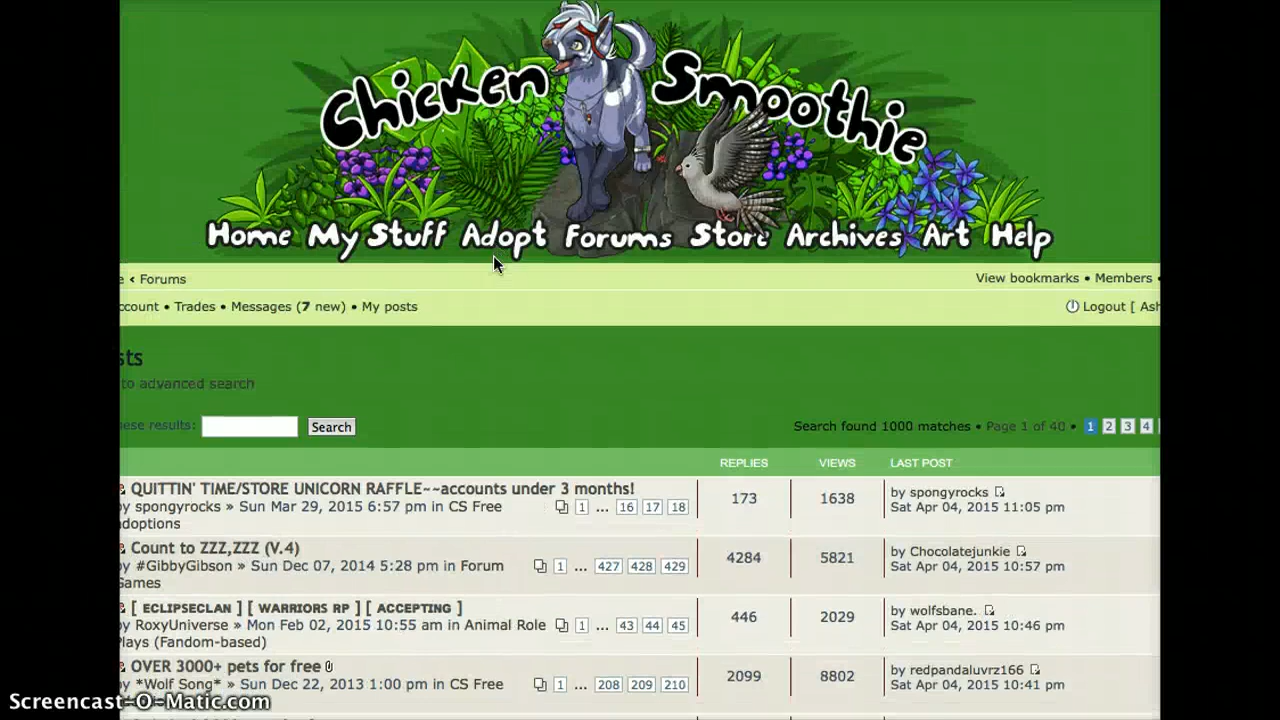 Chicken Smoothie
Home My Stuff Adopt Forums Store Archives Art Help
e ‹ Forums
View bookmarks • Members •
ccount • Trades • Messages (7 new) • My posts
Logout [ Ash
sts
to advanced search
hese results:
Search
Search found 1000 matches • Page 1 of 40 • 1 2 3 4
REPLIES VIEWS LAST POST
QUITTIN' TIME/STORE UNICORN RAFFLE~~accounts under 3 months!
by spongyrocks » Sun Mar 29, 2015 6:57 pm in CS Free
adoptions
1 ... 16 17 18
173
1638
by spongyrocks
Sat Apr 04, 2015 11:05 pm
Count to ZZZ,ZZZ (V.4)
by #GibbyGibson » Sun Dec 07, 2014 5:28 pm in Forum
Games
1 ... 427 428 429
4284
5821
by Chocolatejunkie
Sat Apr 04, 2015 10:57 pm
[ ECLIPSECLAN ] [ WARRIORS RP ] [ ACCEPTING ]
by RoxyUniverse » Mon Feb 02, 2015 10:55 am in Animal Role
Plays (Fandom-based)
1 ... 43 44 45
446
2029
by wolfsbane.
Sat Apr 04, 2015 10:46 pm
OVER 3000+ pets for free
by *Wolf Song* » Sun Dec 22, 2013 1:00 pm in CS Free
1 ... 208 209 210
2099
8802
by redpandaluvrz166
Sat Apr 04, 2015 10:41 pm
Screencast-O-Matic.com